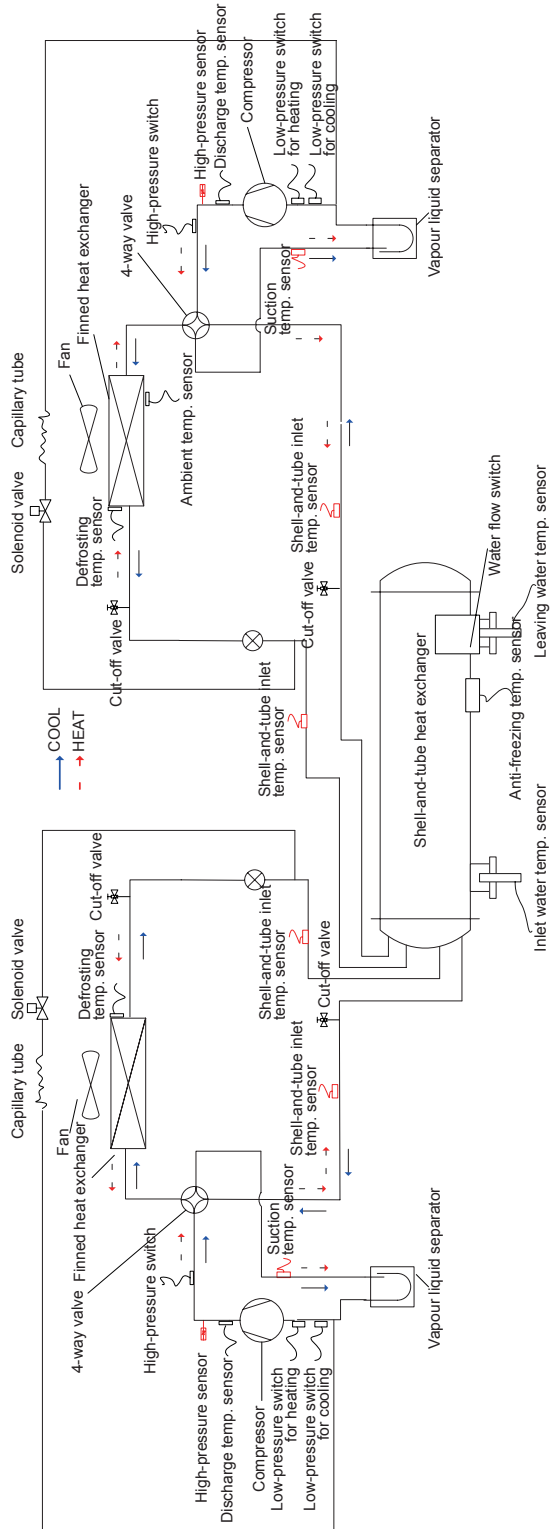 Solenoid valve
Capillary tube
Fan
Finned heat exchanger
4-way valve
High-pressure switch
High-pressure sensor
Discharge temp. sensor
Compressor
Low-pressure switch
for heating
Low-pressure switch
for cooling
Suction
temp. sensor
Vapour liquid separator
Defrosting
temp. sensor
Cut-off valve
Shell-and-tube inlet
temp. sensor
Shell-and-tube inlet
temp. sensor
Cut-off valve
COOL
HEAT
Solenoid valve
Capillary tube
Fan
Finned heat exchanger
4-way valve
High-pressure switch
High-pressure sensor
Discharge temp. sensor
Compressor
Low-pressure switch
for heating
Low-pressure switch
for cooling
Suction
temp. sensor
Vapour liquid separator
Defrosting
temp. sensor
Ambient temp. sensor
Cut-off valve
Shell-and-tube inlet
temp. sensor
Shell-and-tube inlet
temp. sensor
Cut-off valve
Shell-and-tube heat exchanger
Water flow switch
Inlet water temp. sensor
Anti-freezing temp. sensor
Leaving water temp. sensor